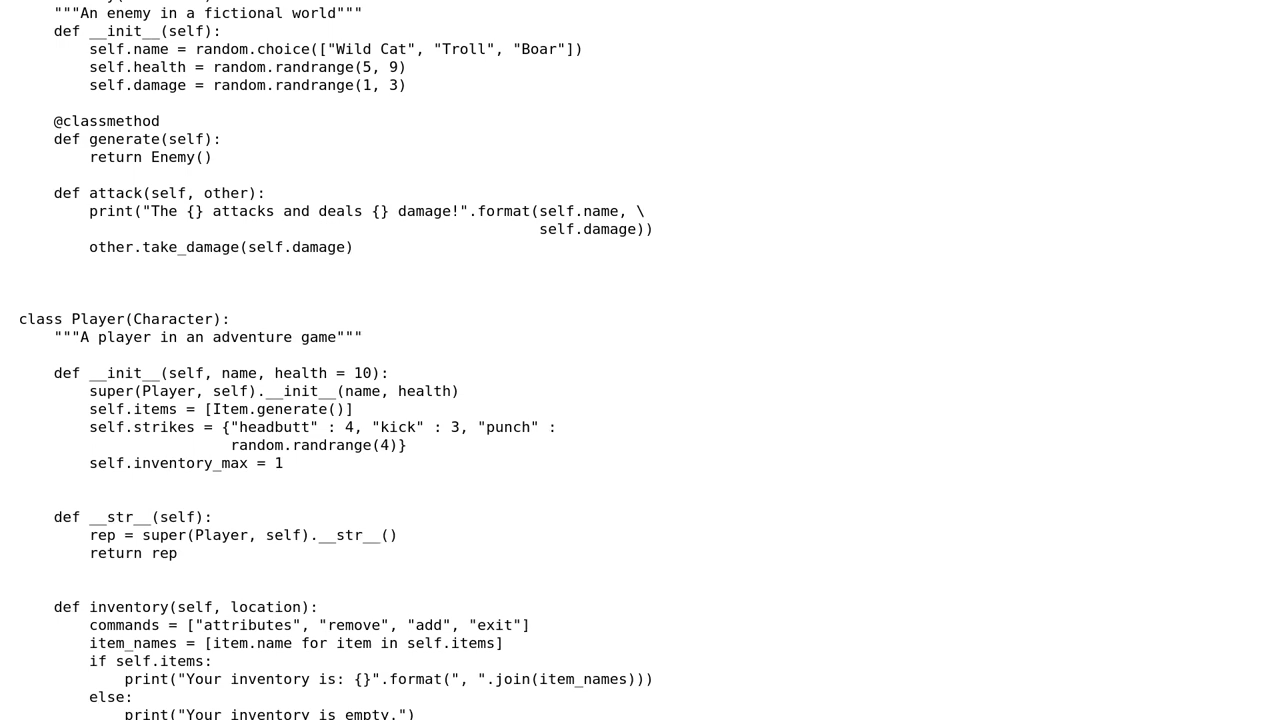 """An enemy in a fictional world"""
    def __init__(self):
        self.name = random.choice(["Wild Cat", "Troll", "Boar"])
        self.health = random.randrange(5, 9)
        self.damage = random.randrange(1, 3)

    @classmethod
    def generate(self):
        return Enemy()

    def attack(self, other):
        print("The {} attacks and deals {} damage!".format(self.name, \
                                                           self.damage))
        other.take_damage(self.damage)

class Player(Character):
    """A player in an adventure game"""

    def __init__(self, name, health = 10):
        super(Player, self).__init__(name, health)
        self.items = [Item.generate()]
        self.strikes = {"headbutt" : 4, "kick" : 3, "punch" :
                        random.randrange(4)}
        self.inventory_max = 1

    def __str__(self):
        rep = super(Player, self).__str__()
        return rep

    def inventory(self, location):
        commands = ["attributes", "remove", "add", "exit"]
        item_names = [item.name for item in self.items]
        if self.items:
            print("Your inventory is: {}".format(", ".join(item_names)))
        else:
            print("Your inventory is empty.")